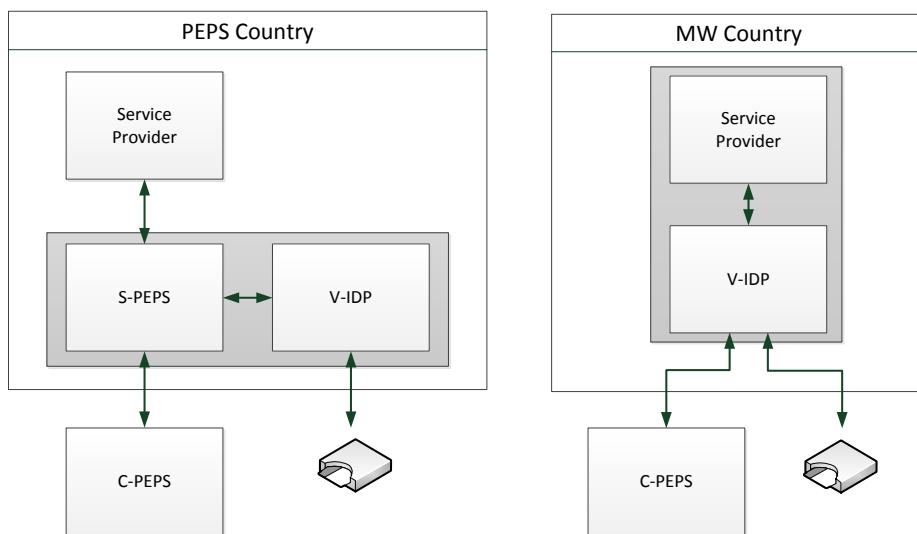 PEPS Country
Service
Provider
S-PEPS
V-IDP
C-PEPS
MW Country
Service
Provider
V-IDP
C-PEPS